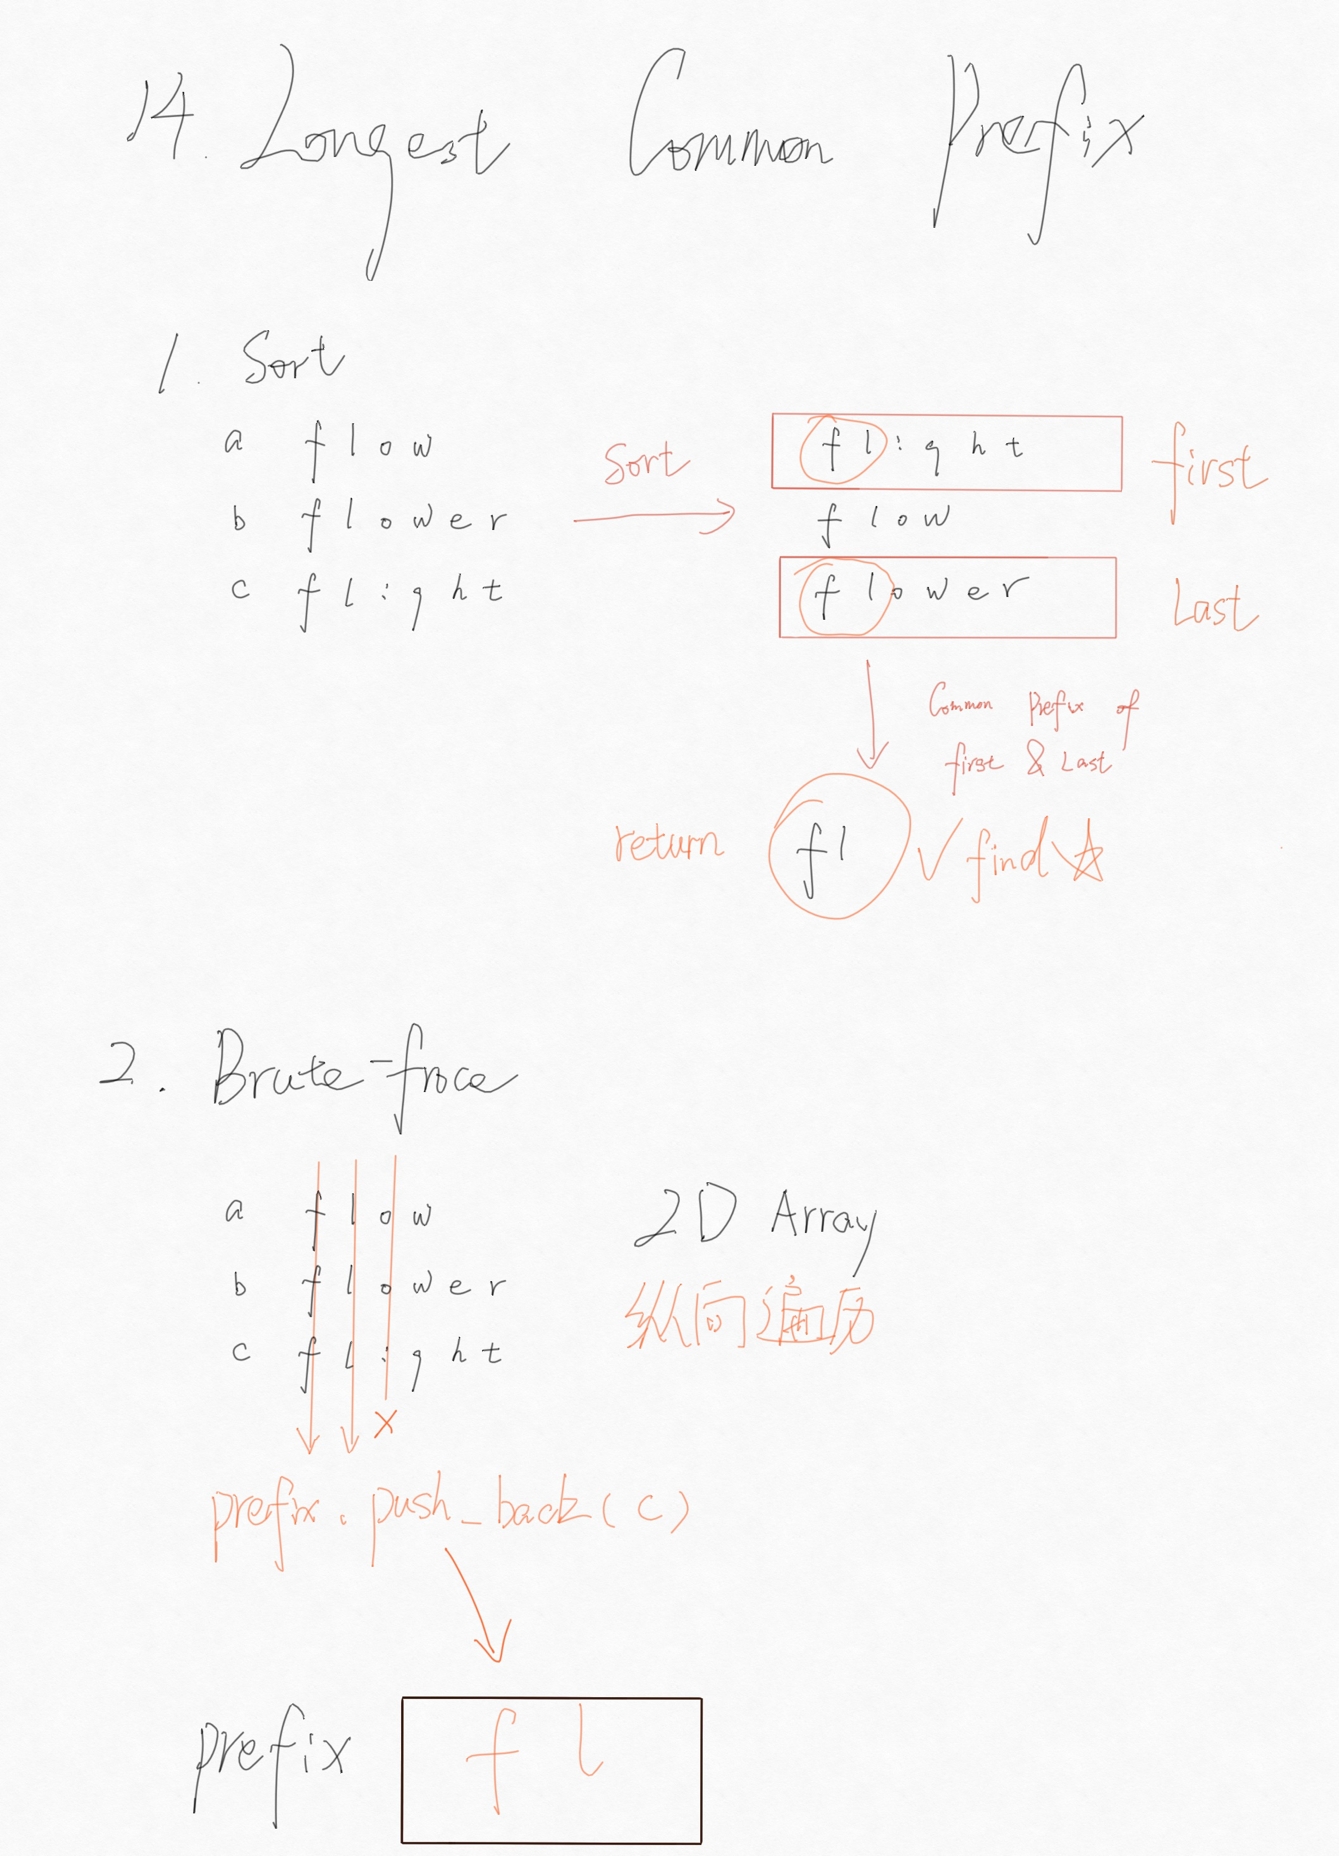 14. Longest Common Prefix
1. Sort
a flow
b flower
c flight
Sort
flight first
flow
flower Last
Common Prefix of
first & Last
return fl ✓ find ☆
2. Brute-froce
a flow
b flower
c flight
2D Array
纵向遍历
x
prefix.push_back(c)
prefix fl